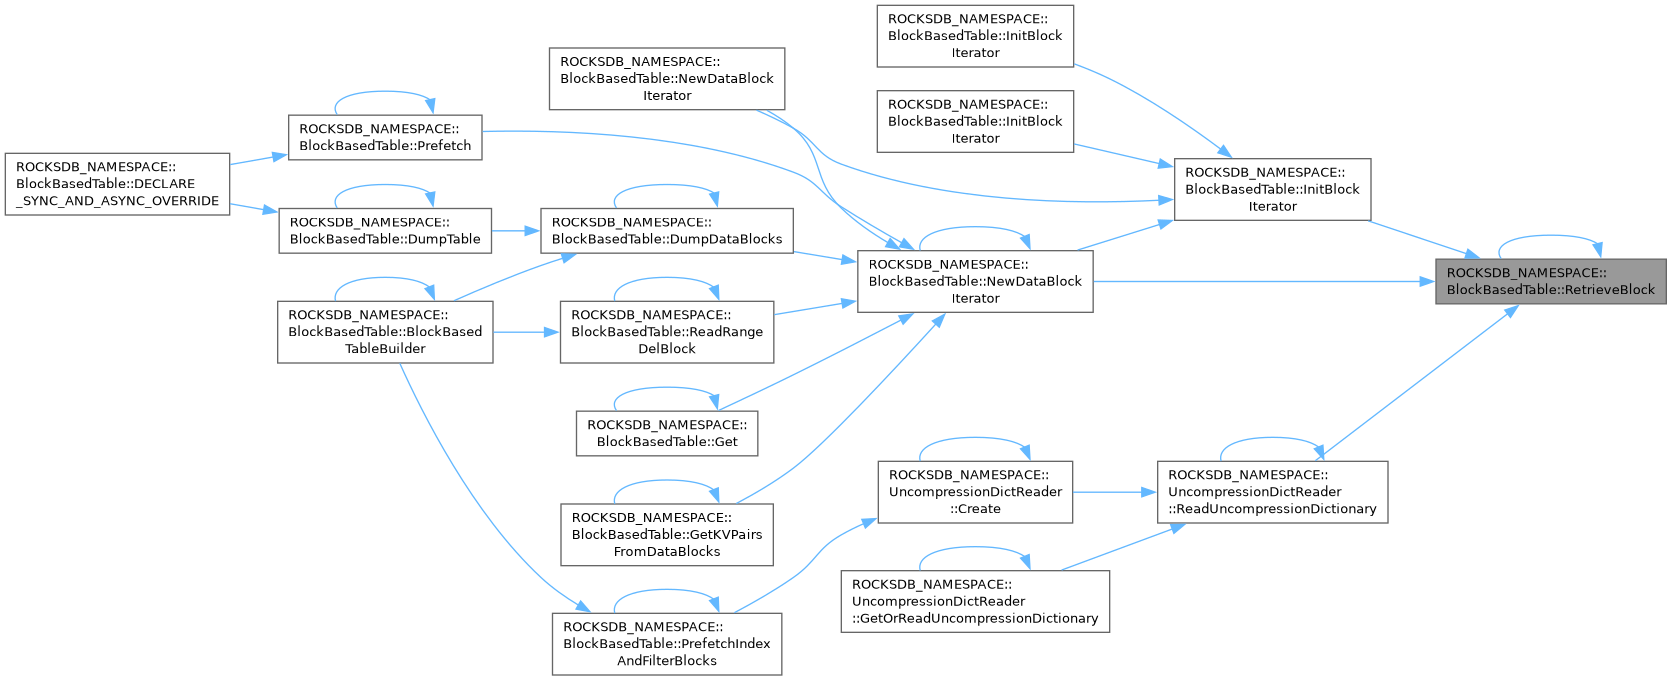 ROCKSDB_NAMESPACE::
BlockBasedTable::InitBlock
Iterator
ROCKSDB_NAMESPACE::
BlockBasedTable::NewDataBlock
Iterator
ROCKSDB_NAMESPACE::
BlockBasedTable::InitBlock
Iterator
ROCKSDB_NAMESPACE::
BlockBasedTable::Prefetch
ROCKSDB_NAMESPACE::
BlockBasedTable::DECLARE
_SYNC_AND_ASYNC_OVERRIDE
ROCKSDB_NAMESPACE::
BlockBasedTable::InitBlock
Iterator
ROCKSDB_NAMESPACE::
BlockBasedTable::DumpTable
ROCKSDB_NAMESPACE::
BlockBasedTable::DumpDataBlocks
ROCKSDB_NAMESPACE::
BlockBasedTable::NewDataBlock
Iterator
ROCKSDB_NAMESPACE::
BlockBasedTable::RetrieveBlock
ROCKSDB_NAMESPACE::
BlockBasedTable::BlockBased
TableBuilder
ROCKSDB_NAMESPACE::
BlockBasedTable::ReadRange
DelBlock
ROCKSDB_NAMESPACE::
BlockBasedTable::Get
ROCKSDB_NAMESPACE::
UncompressionDictReader
::Create
ROCKSDB_NAMESPACE::
UncompressionDictReader
::ReadUncompressionDictionary
ROCKSDB_NAMESPACE::
BlockBasedTable::GetKVPairs
FromDataBlocks
ROCKSDB_NAMESPACE::
UncompressionDictReader
::GetOrReadUncompressionDictionary
ROCKSDB_NAMESPACE::
BlockBasedTable::PrefetchIndex
AndFilterBlocks